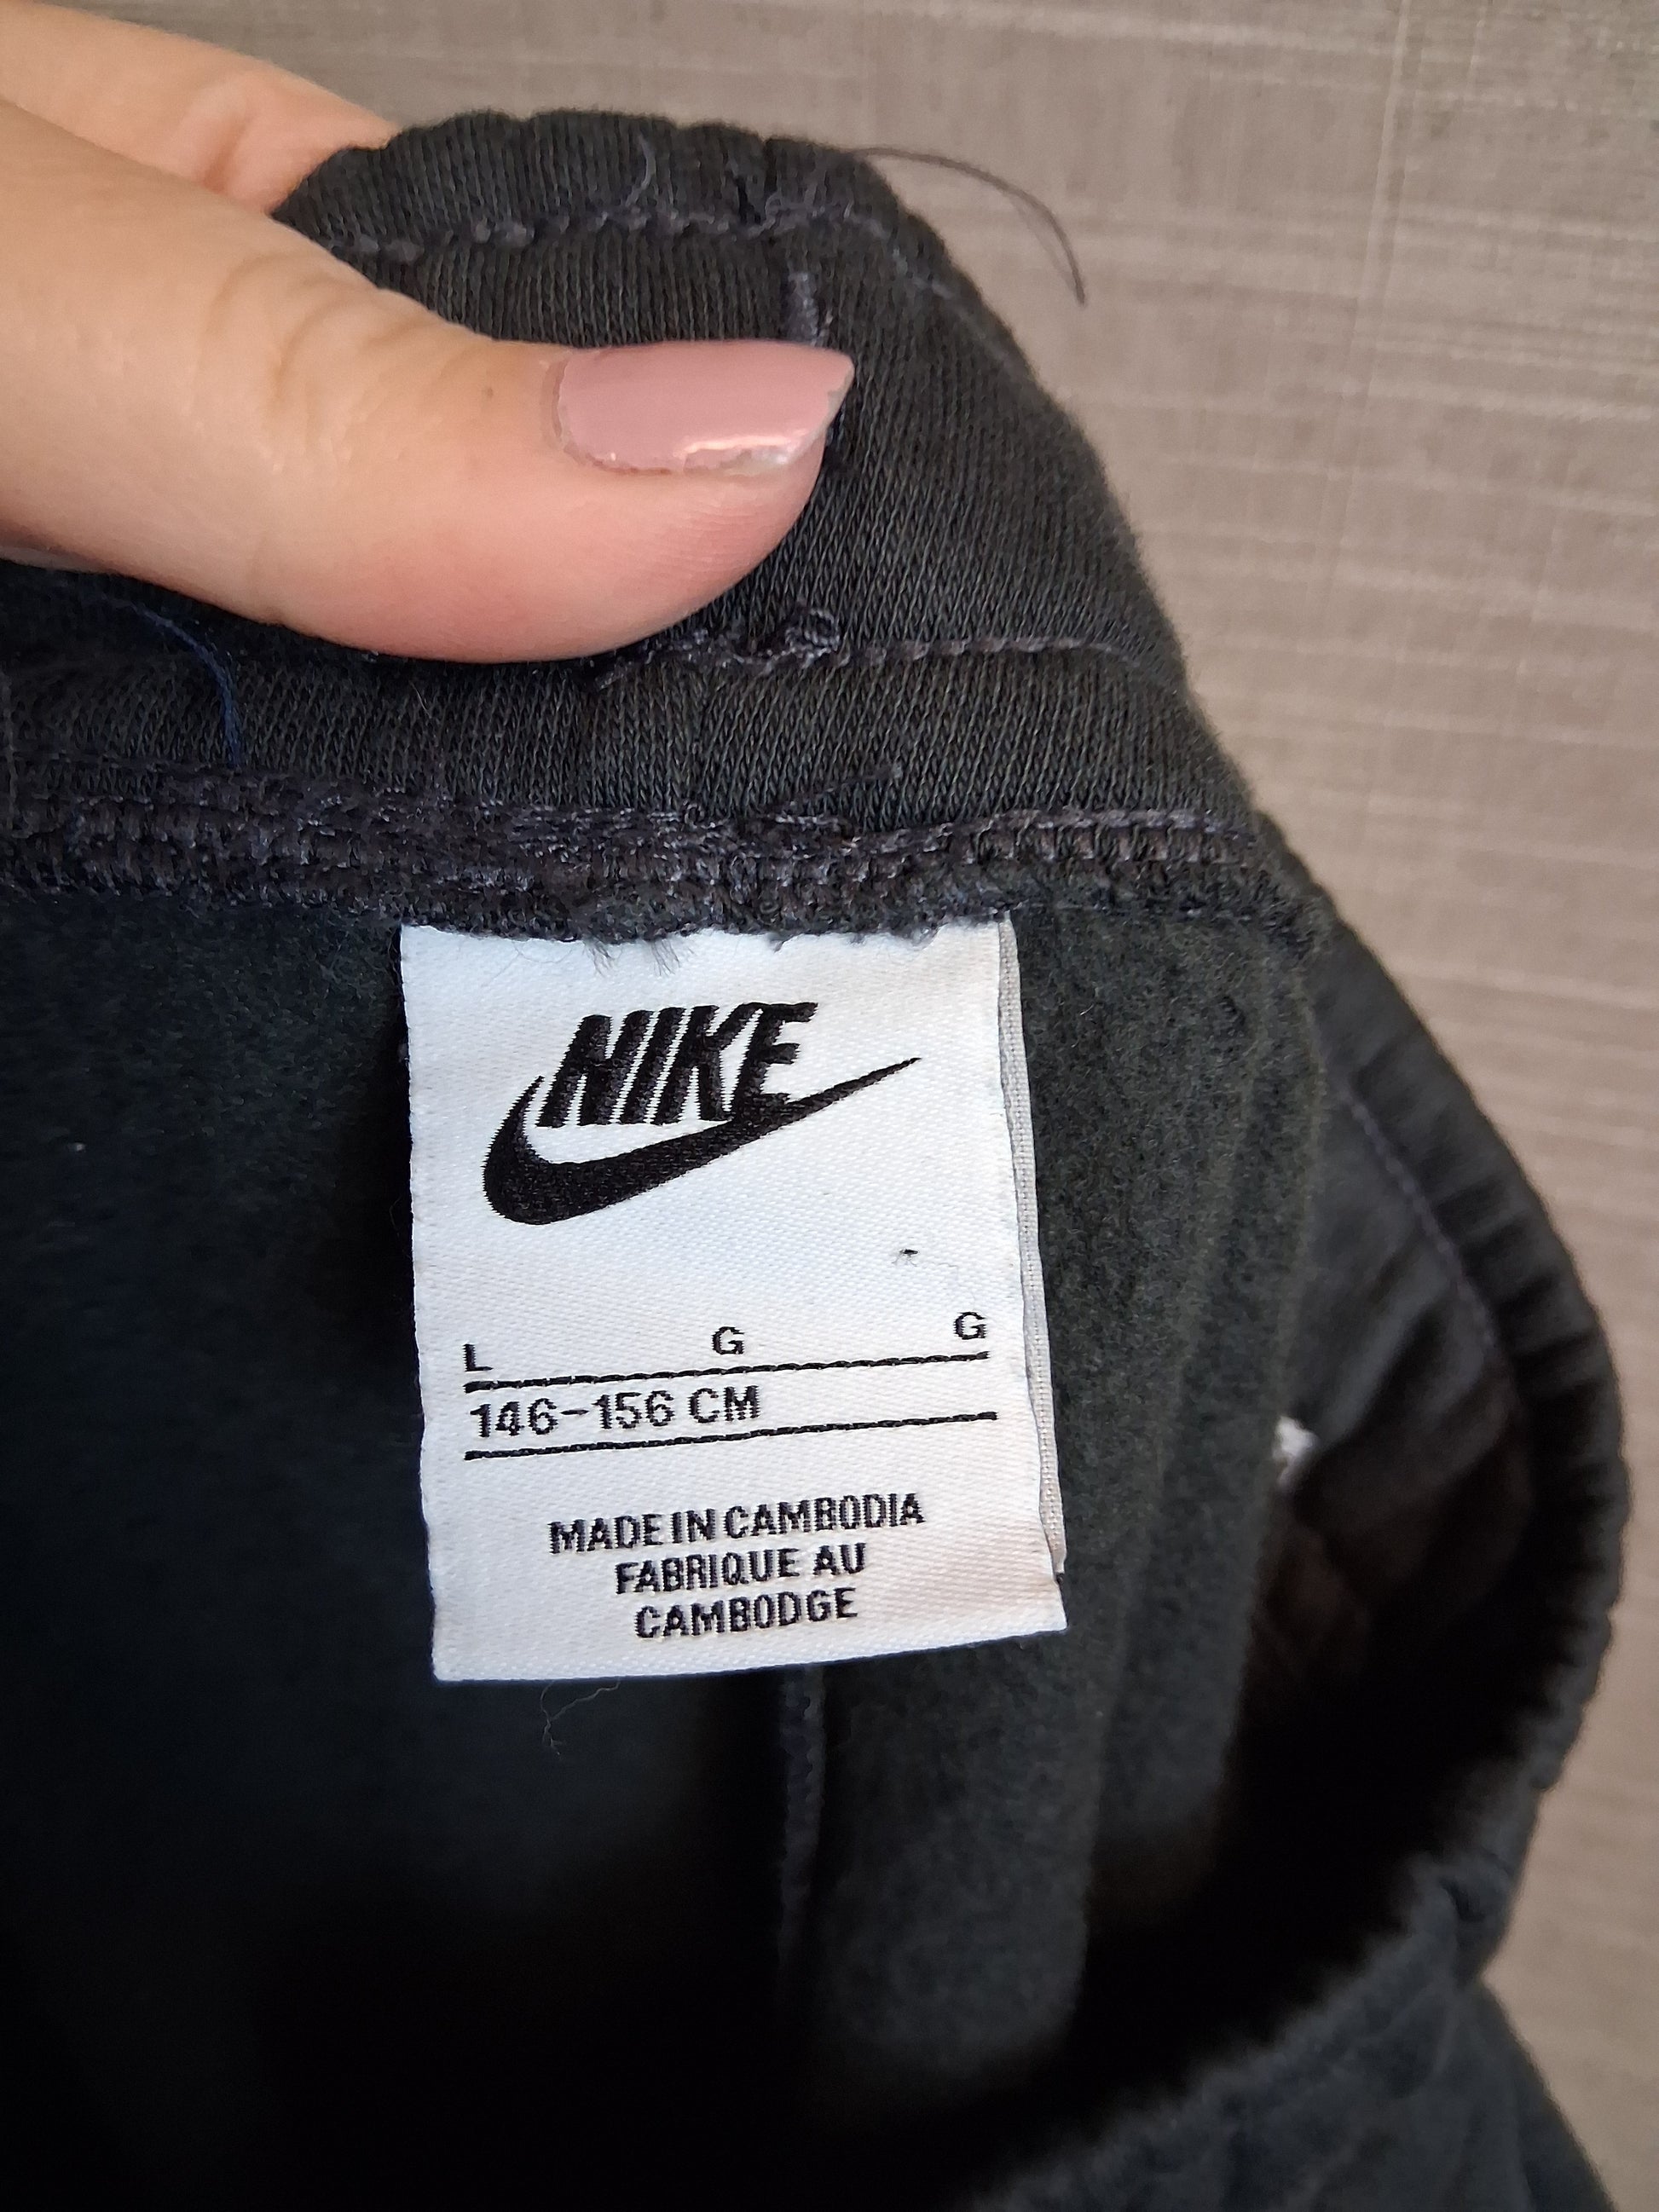 NIKE
L G G
146-156 CM
MADE IN CAMBODIA
FABRIQUE AU
CAMBODGE